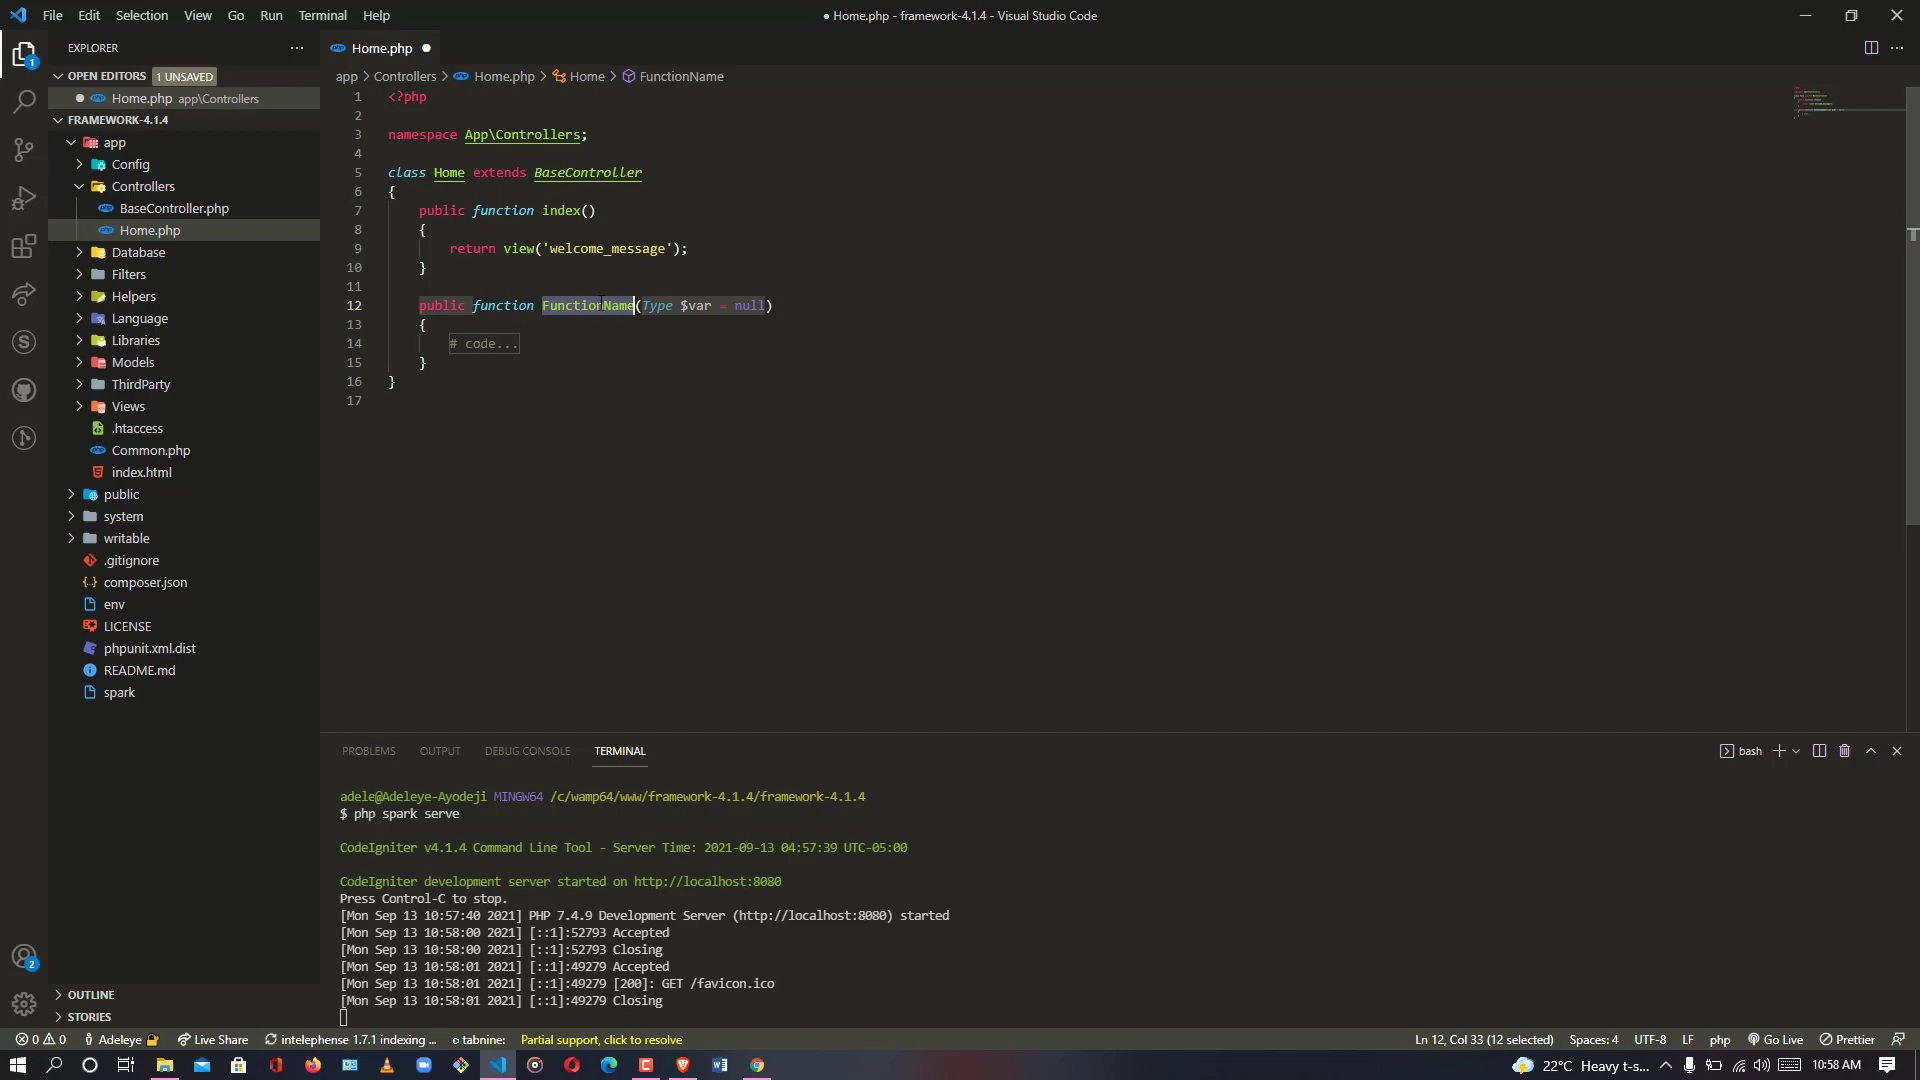 File Edit Selection View Go Run Terminal Help
● Home.php - framework-4.1.4 - Visual Studio Code
EXPLORER
Home.php
OPEN EDITORS 1 UNSAVED
app > Controllers > Home.php > Home > FunctionName
Home.php app\Controllers
FRAMEWORK-4.1.4
app
Config
Controllers
BaseController.php
Home.php
Database
Filters
Helpers
Language
Libraries
Models
ThirdParty
Views
.htaccess
Common.php
index.html
public
system
writable
.gitignore
composer.json
env
LICENSE
phpunit.xml.dist
README.md
spark
OUTLINE
STORIES
1 <?php
2
3 namespace App\Controllers;
4
5 class Home extends BaseController
6 {
7 public function index()
8 {
9 return view('welcome_message');
10 }
11
12 public function FunctionName(Type $var = null)
13 {
14 # code...
15 }
16 }
17
PROBLEMS OUTPUT DEBUG CONSOLE TERMINAL
bash
adele@Adeleye-Ayodeji MINGW64 /c/wamp64/www/framework-4.1.4/framework-4.1.4
$ php spark serve
CodeIgniter v4.1.4 Command Line Tool - Server Time: 2021-09-13 04:57:39 UTC-05:00
CodeIgniter development server started on http://localhost:8080
Press Control-C to stop.
[Mon Sep 13 10:57:40 2021] PHP 7.4.9 Development Server (http://localhost:8080) started
[Mon Sep 13 10:58:00 2021] [::1]:52793 Accepted
[Mon Sep 13 10:58:00 2021] [::1]:52793 Closing
[Mon Sep 13 10:58:01 2021] [::1]:49279 Accepted
[Mon Sep 13 10:58:01 2021] [::1]:49279 [200]: GET /favicon.ico
[Mon Sep 13 10:58:01 2021] [::1]:49279 Closing
0 0 Adeleye Live Share intelephense 1.7.1 indexing ... tabnine: Partial support, click to resolve
Ln 12, Col 33 (12 selected) Spaces: 4 UTF-8 LF php Go Live Prettier
22°C Heavy t-s... 10:58 AM